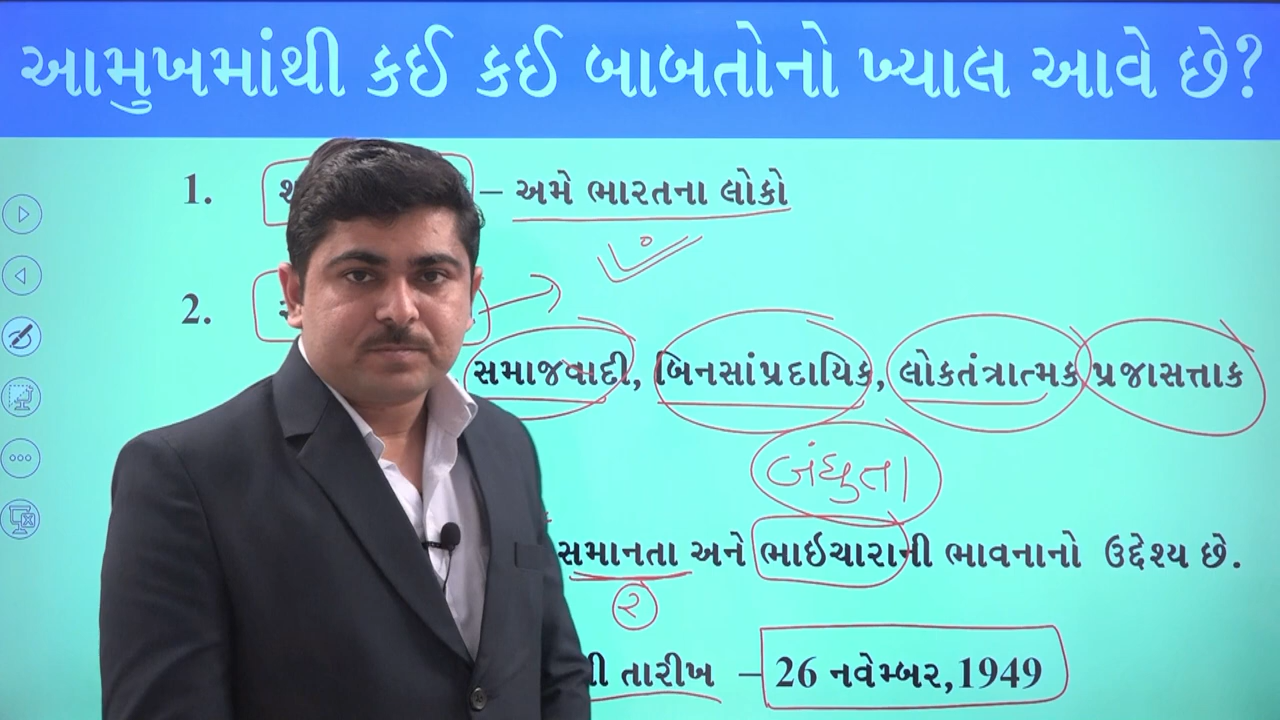 આમુખમાંથી કઈ કઈ બાબતોનો ખ્યાલ આવે છે?
1. – અમે ભારતના લોકો
2.
સમાજવાદી, બિનસાંપ્રદાયિક, લોકતંત્રાત્મક પ્રજાસત્તાક
બંધુતા
સમાનતા અને ભાઇચારાની ભાવનાનો ઉદ્દેશ્ય છે.
૨
તારીખ – 26 નવેમ્બર,1949